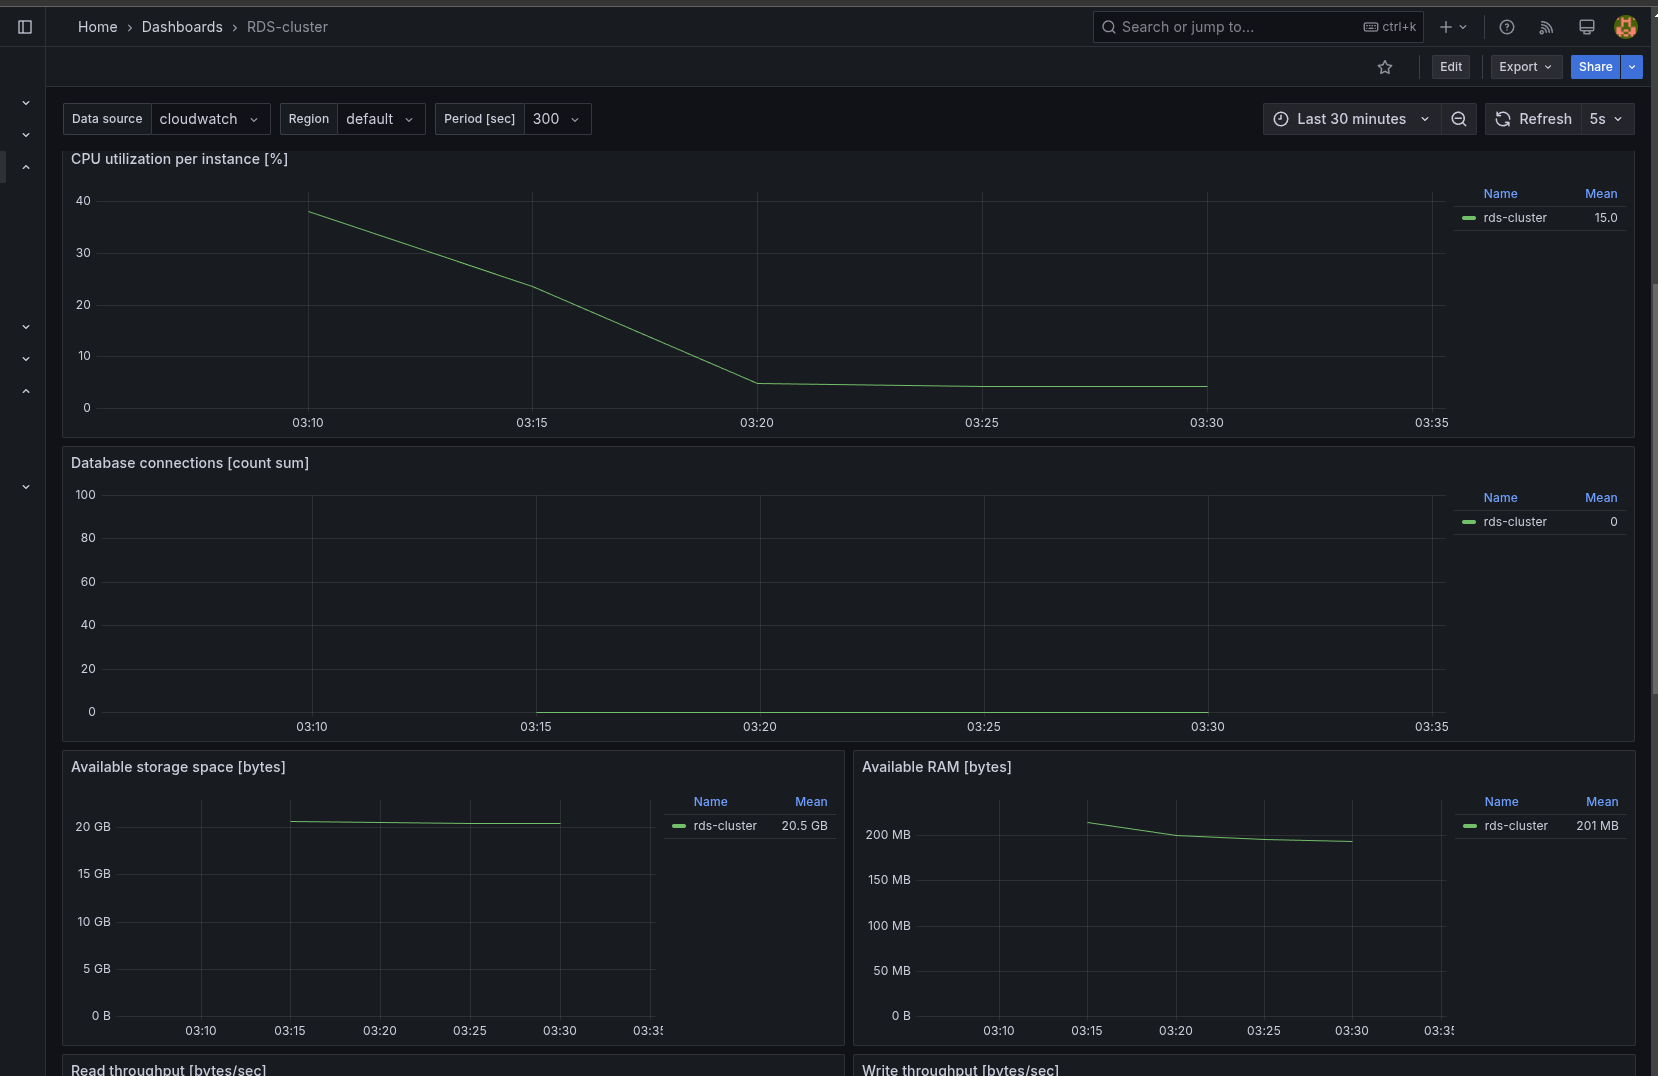 Home › Dashboards › RDS-cluster
Search or jump to...
ctrl+k
Edit
Export
Share
Data source
cloudwatch
Region
default
Period [sec]
300
Last 30 minutes
Refresh
5s
CPU utilization per instance [%]
40
30
20
10
0
03:10
03:15
03:20
03:25
03:30
03:35
Name Mean
rds-cluster 15.0
Database connections [count sum]
100
80
60
40
20
0
03:10
03:15
03:20
03:25
03:30
03:35
Name Mean
rds-cluster 0
Available storage space [bytes]
20 GB
15 GB
10 GB
5 GB
0 B
03:10
03:15
03:20
03:25
03:30
03:35
Name Mean
rds-cluster 20.5 GB
Available RAM [bytes]
200 MB
150 MB
100 MB
50 MB
0 B
03:10
03:15
03:20
03:25
03:30
03:35
Name Mean
rds-cluster 201 MB
Read throughput [bytes/sec]
Write throughput [bytes/sec]